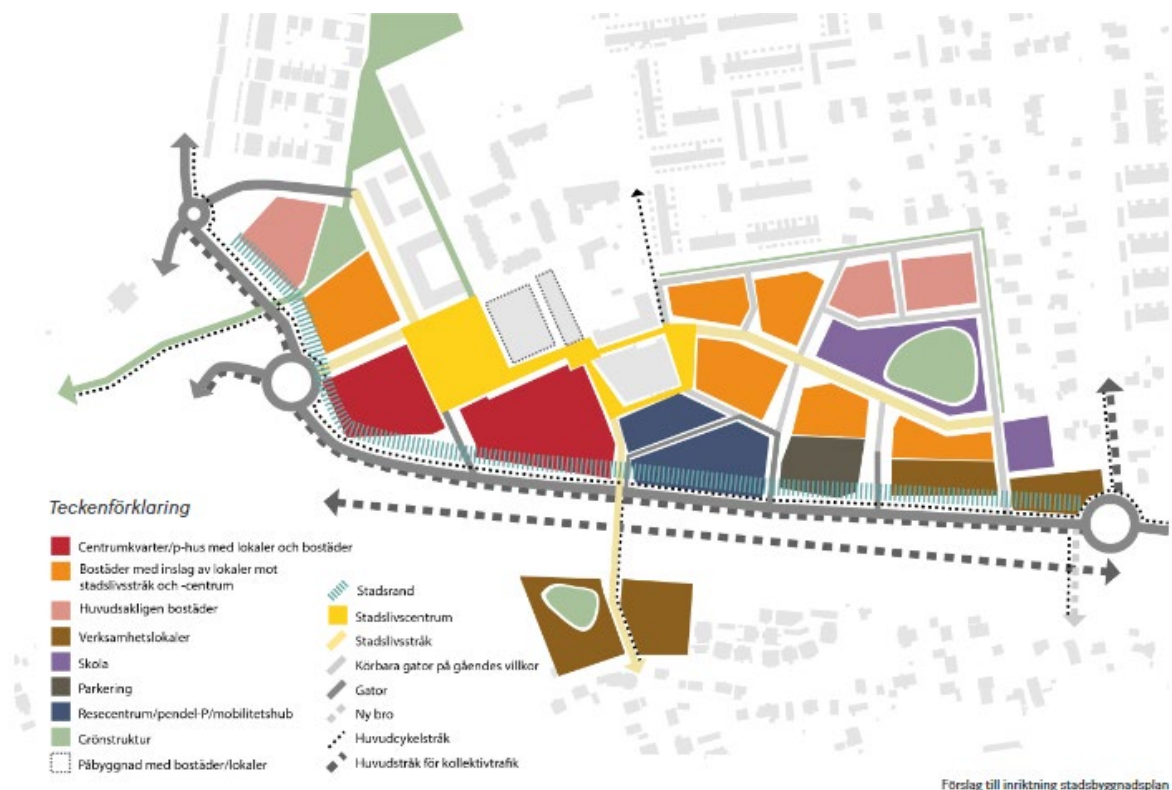 Teckenförklaring
Centrumkvarter/p-hus med lokaler och bostäder
Bostäder med inslag av lokaler mot
stadslivsstråk och -centrum
Huvudsakligen bostäder
Verksamhetslokaler
Skola
Parkering
Resecentrum/pendel-P/mobilitetshub
Grönstruktur
Påbyggnad med bostäder/lokaler
Stadsrand
Stadslivscentrum
Stadslivsstråk
Körbara gator på gåendes villkor
Gator
Ny bro
Huvudcykelstråk
Huvudstråk för kollektivtrafik
Förslag till inriktning stadsbyggnadsplan